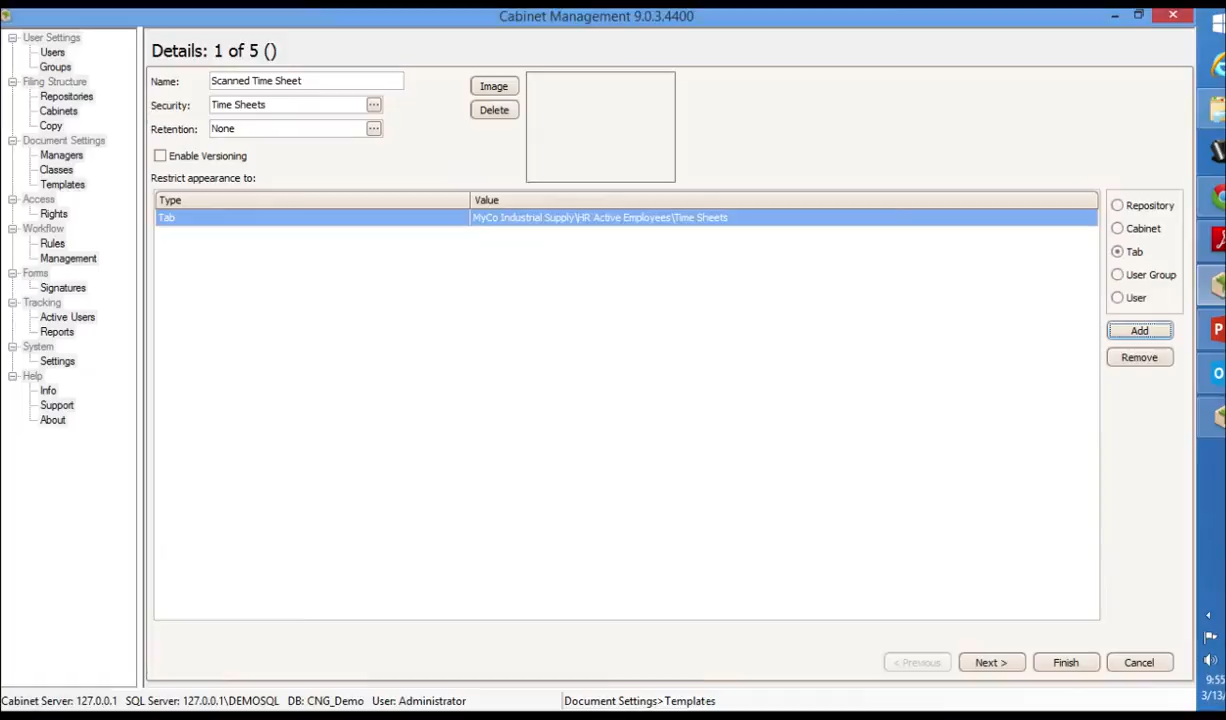 Cabinet Management 9.0.3.4400
User Settings
Users
Groups
Filing Structure
Repositories
Cabinets
Copy
Document Settings
Managers
Classes
Templates
Access
Rights
Workflow
Rules
Management
Forms
Signatures
Tracking
Active Users
Reports
System
Settings
Help
Info
Support
About
Details: 1 of 5 ()
Name: Scanned Time Sheet
Security: Time Sheets ...
Retention: None ...
Image
Delete
Enable Versioning
Restrict appearance to:
Type Value
Tab MyCo Industrial Supply\HR Active Employees\Time Sheets
Repository
Cabinet
Tab
User Group
User
Add
Remove
< Previous Next > Finish Cancel
Cabinet Server: 127.0.0.1 SQL Server: 127.0.0.1\DEMOSQL DB: CNG_Demo User: Administrator Document Settings>Templates
9:55
3/13/